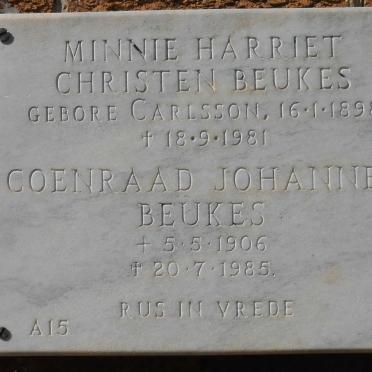 MINNIE HARRIET
CHRISTEN BEUKES
GEBORE CARLSSON, 16·1·1898
† 18·9·1981
COENRAAD JOHANNE
BEUKES
+ 5·5·1906
† 20·7·1985.
RUS IN VREDE
A15